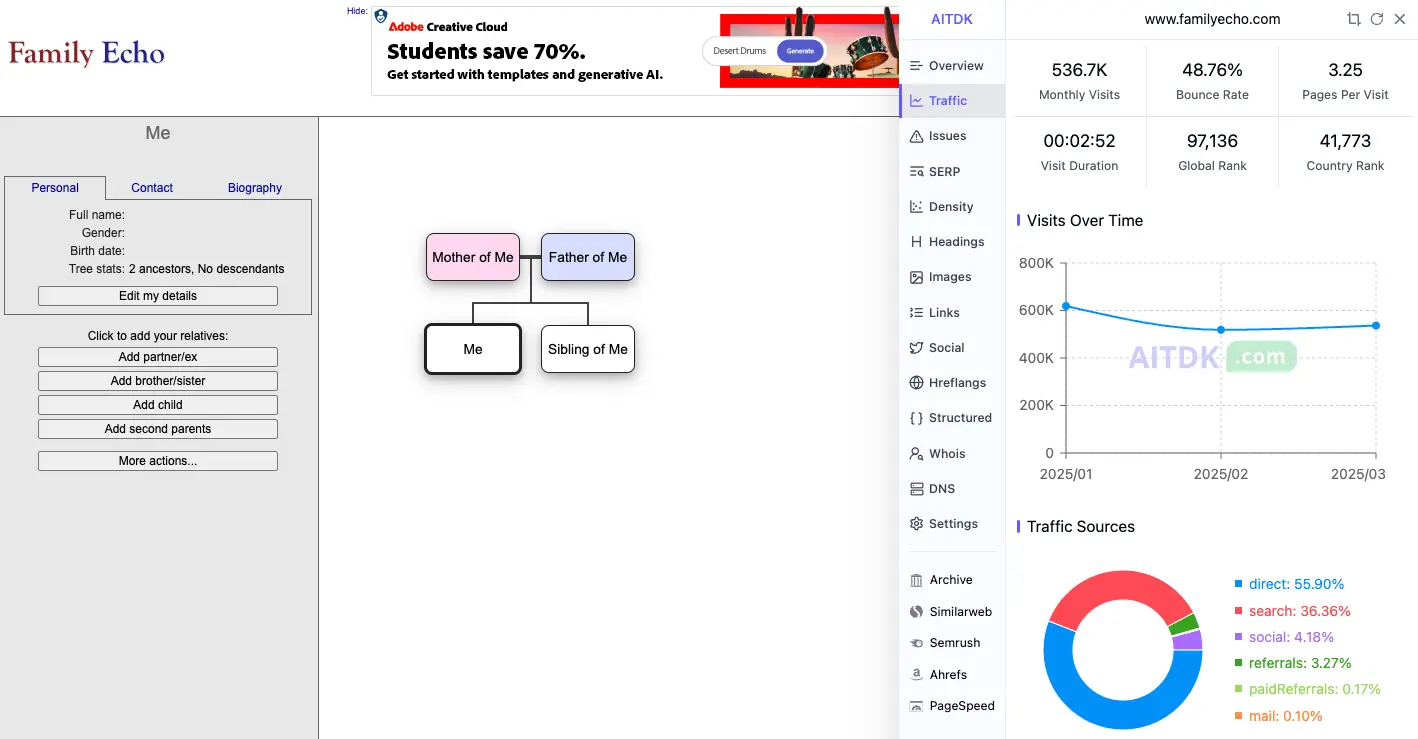 Family Echo
Hide:
Adobe Creative Cloud
Students save 70%.
Get started with templates and generative AI.
Desert Drums
Generate
Me
Personal
Contact
Biography
Full name:
Gender:
Birth date:
Tree stats: 2 ancestors, No descendants
Edit my details
Click to add your relatives:
Add partner/ex
Add brother/sister
Add child
Add second parents
More actions...
Mother of Me
Father of Me
Me
Sibling of Me
AITDK
Overview
Traffic
Issues
SERP
Density
Headings
Images
Links
Social
Hreflangs
Structured
Whois
DNS
Settings
Archive
Similarweb
Semrush
Ahrefs
PageSpeed
www.familyecho.com
536.7K
Monthly Visits
48.76%
Bounce Rate
3.25
Pages Per Visit
00:02:52
Visit Duration
97,136
Global Rank
41,773
Country Rank
Visits Over Time
800K
600K
400K
200K
0
2025/01
2025/02
2025/03
AITDK .com
Traffic Sources
direct: 55.90%
search: 36.36%
social: 4.18%
referrals: 3.27%
paidReferrals: 0.17%
mail: 0.10%